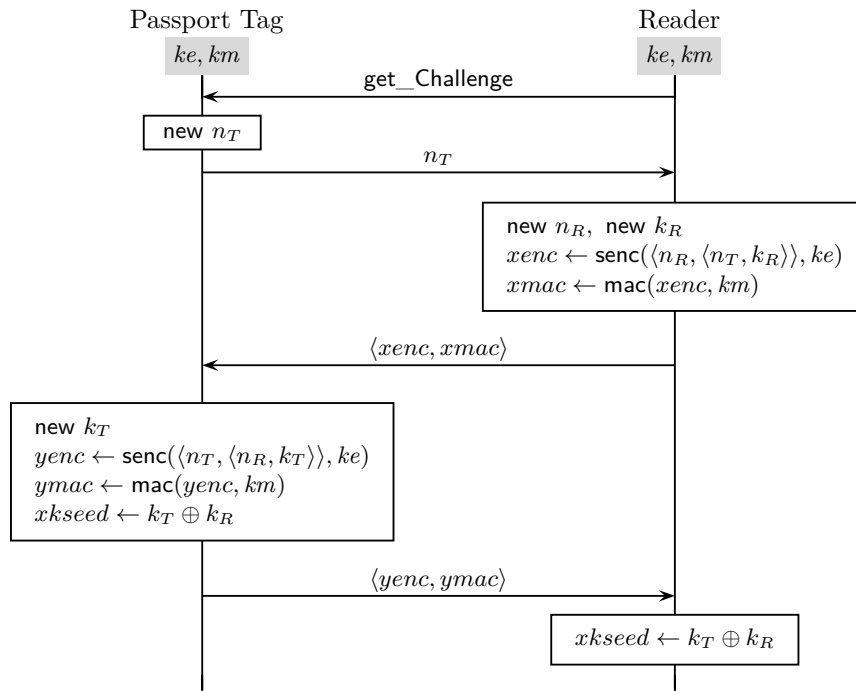 Passport Tag
Reader
ke, km
ke, km
get_Challenge
new n_T
n_T
new n_R, new k_R
xenc ← senc(⟨n_R, ⟨n_T, k_R⟩⟩, ke)
xmac ← mac(xenc, km)
⟨xenc, xmac⟩
new k_T
yenc ← senc(⟨n_T, ⟨n_R, k_T⟩⟩, ke)
ymac ← mac(yenc, km)
xkseed ← k_T ⊕ k_R
⟨yenc, ymac⟩
xkseed ← k_T ⊕ k_R